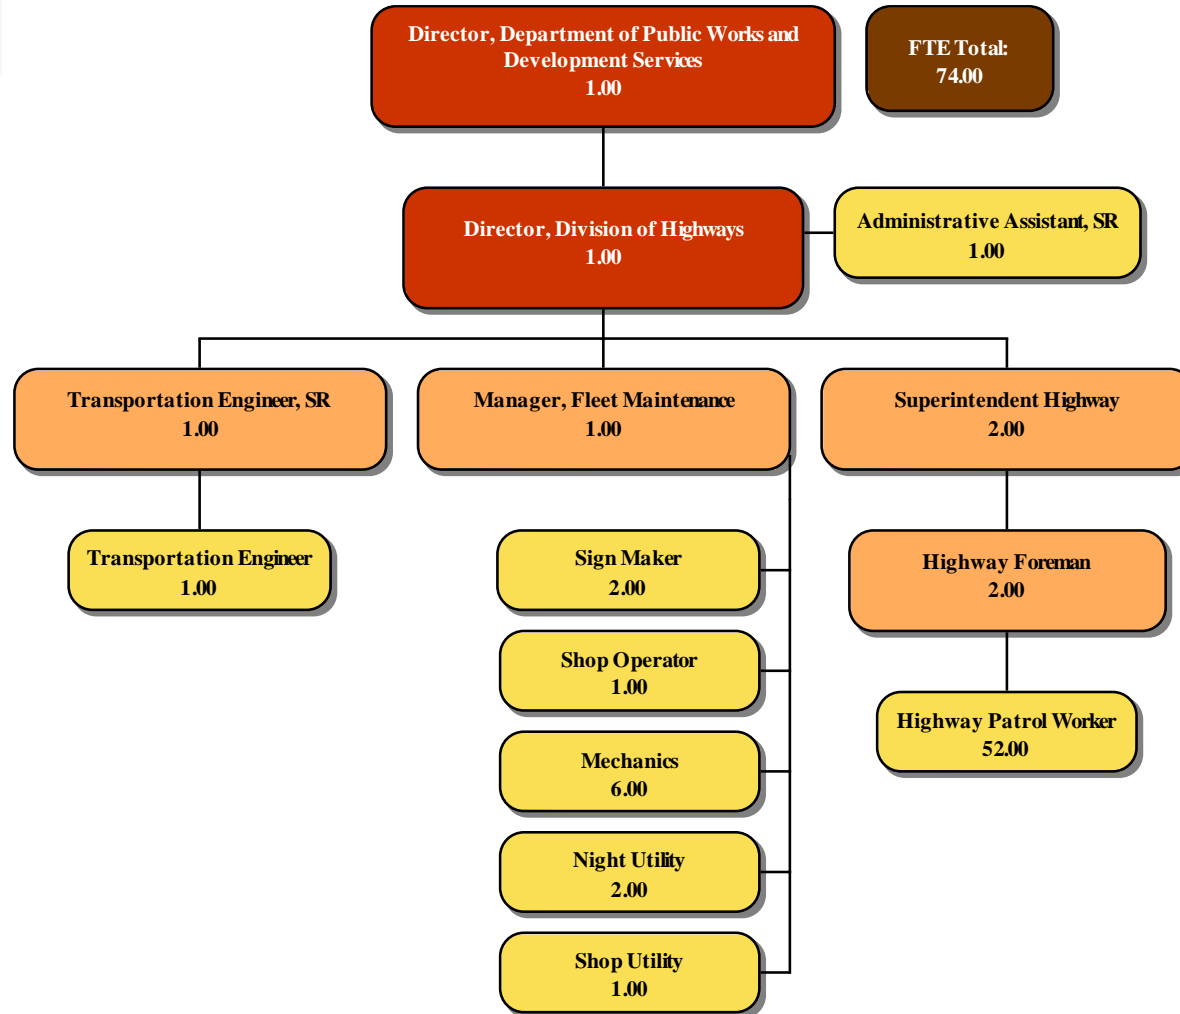 Director, Department of Public Works and
Development Services
1.00
FTE Total:
74.00
Director, Division of Highways
1.00
Administrative Assistant, SR
1.00
Transportation Engineer, SR
1.00
Manager, Fleet Maintenance
1.00
Superintendent Highway
2.00
Transportation Engineer
1.00
Sign Maker
2.00
Shop Operator
1.00
Mechanics
6.00
Night Utility
2.00
Shop Utility
1.00
Highway Foreman
2.00
Highway Patrol Worker
52.00